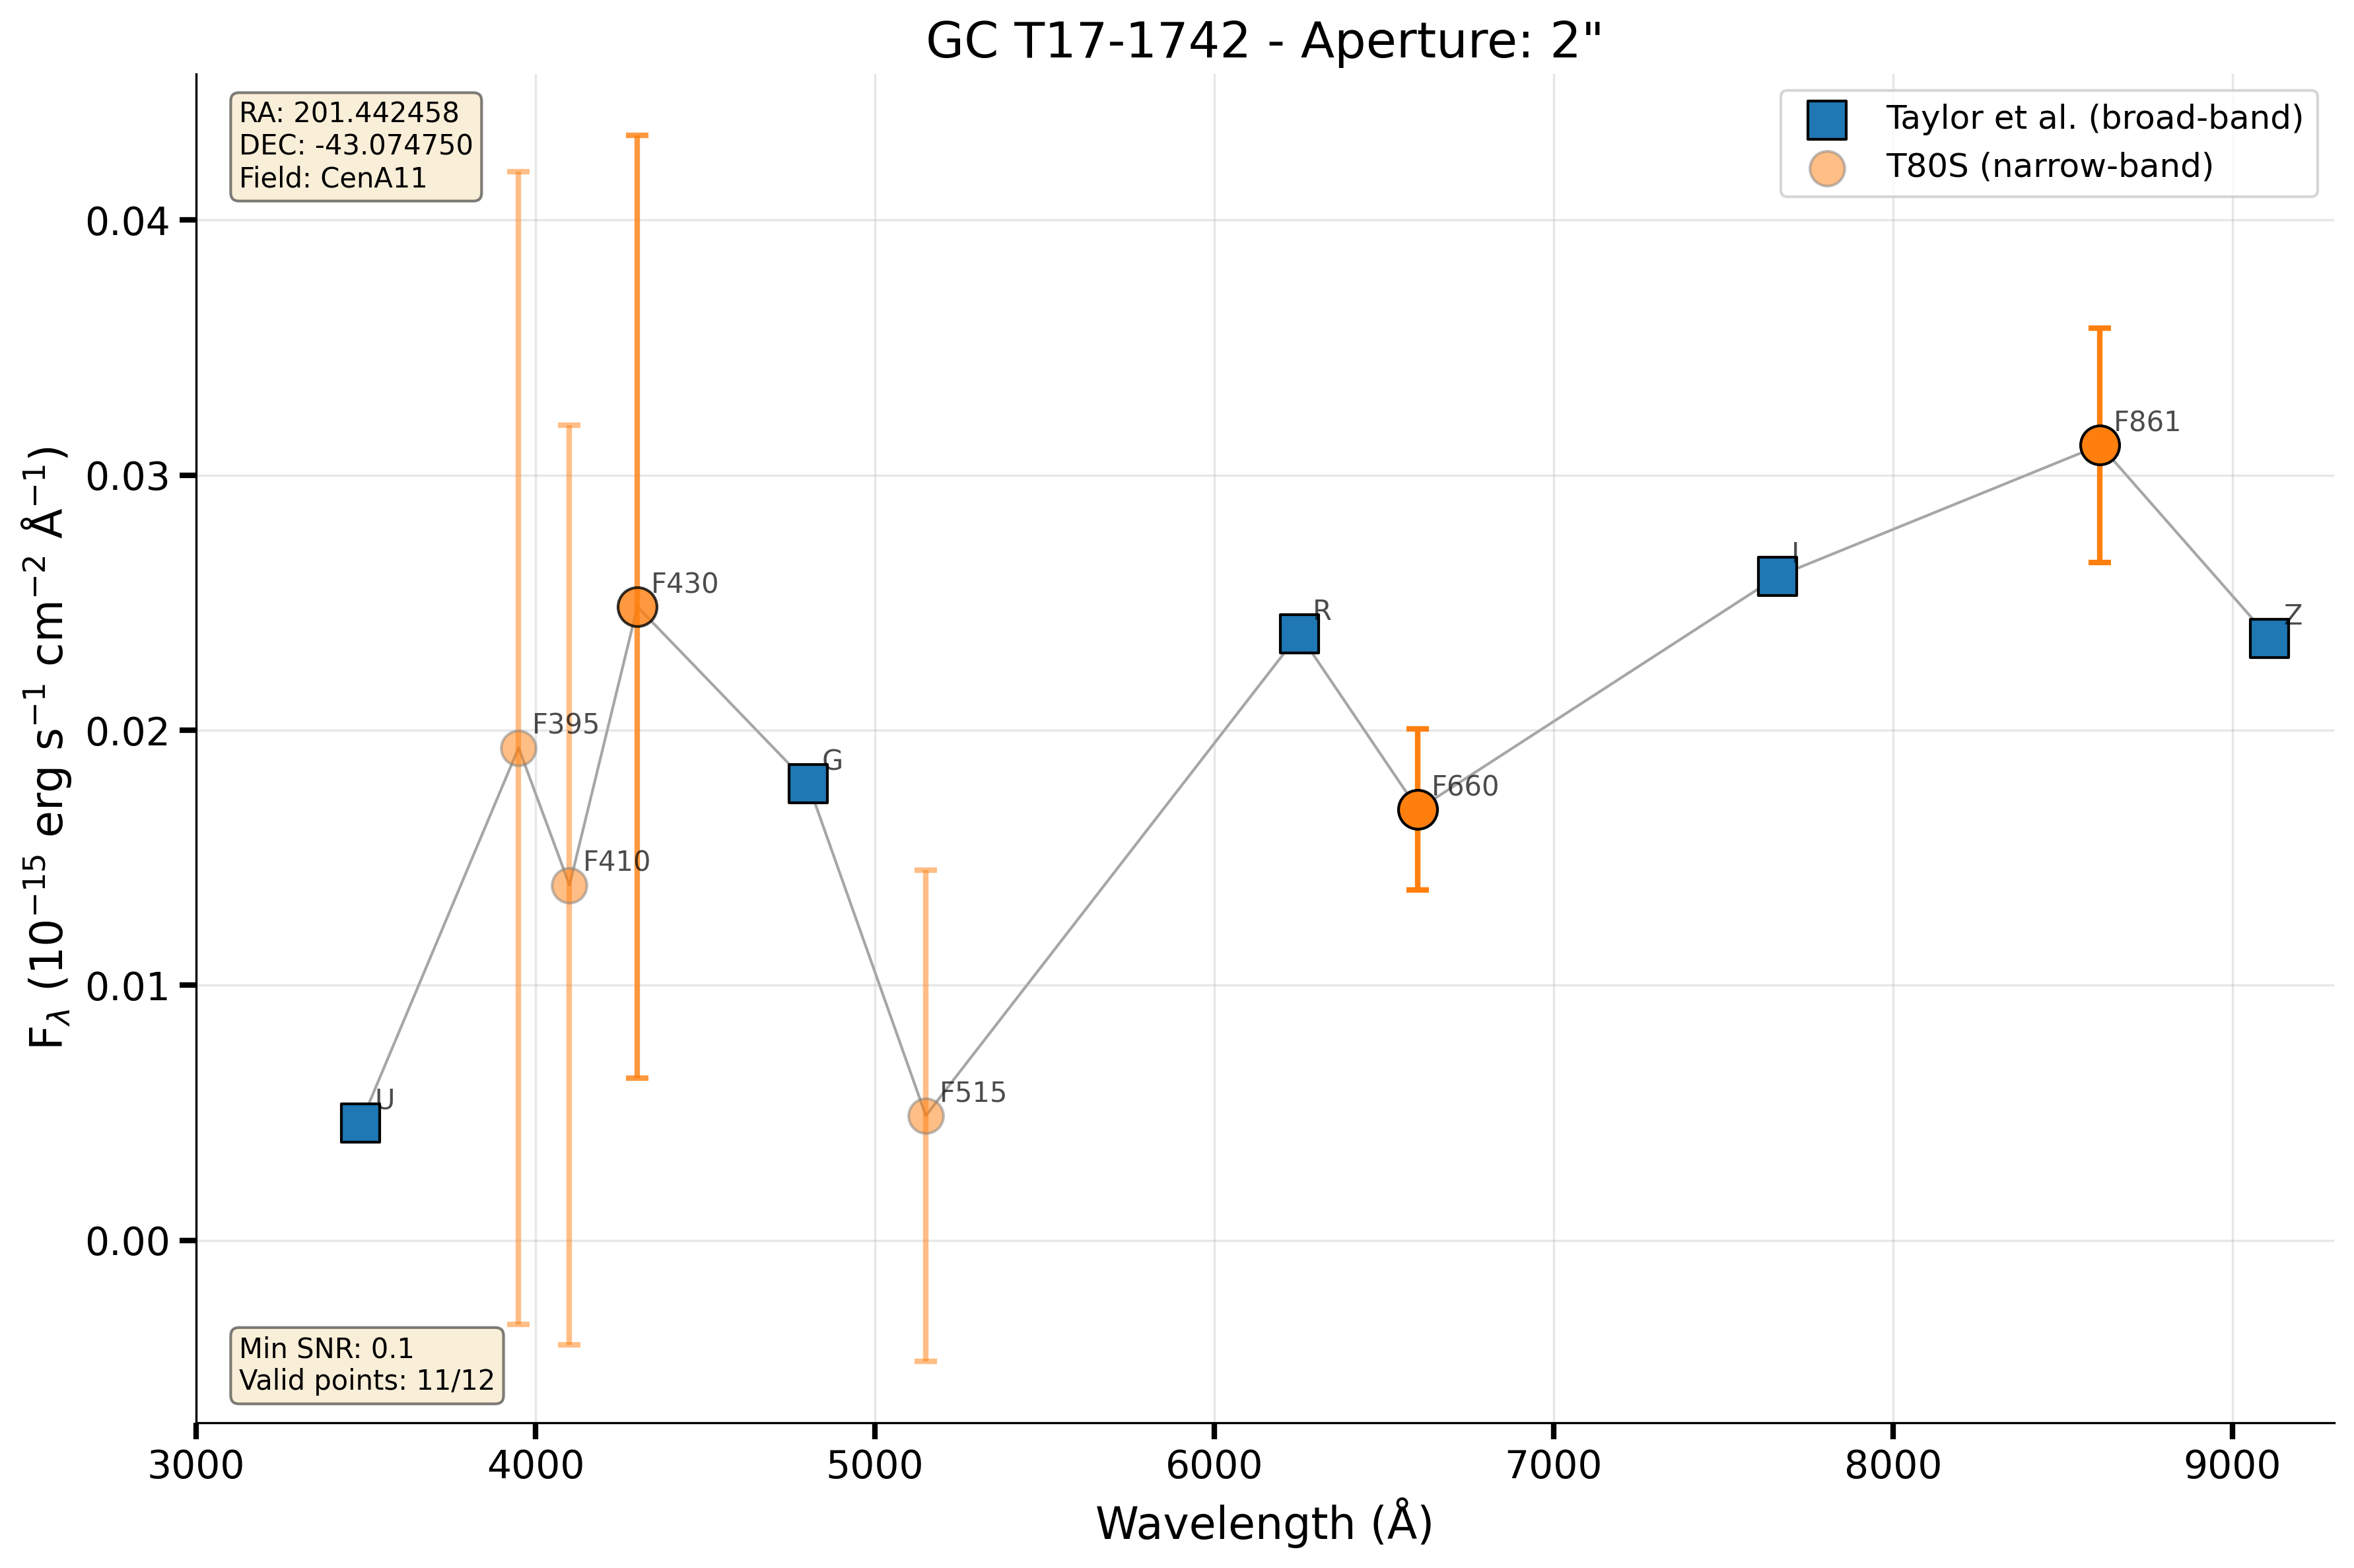 GC T17-1742 - Aperture: 2"
RA: 201.442458
DEC: -43.074750
Field: CenA11
Taylor et al. (broad-band)
T80S (narrow-band)
0.04
0.03
0.02
0.01
0.00
F_λ (10⁻¹⁵ erg s⁻¹ cm⁻² Å⁻¹)
U
F395
F410
F430
G
F515
R
F660
I
F861
Z
Min SNR: 0.1
Valid points: 11/12
3000 4000 5000 6000 7000 8000 9000
Wavelength (Å)